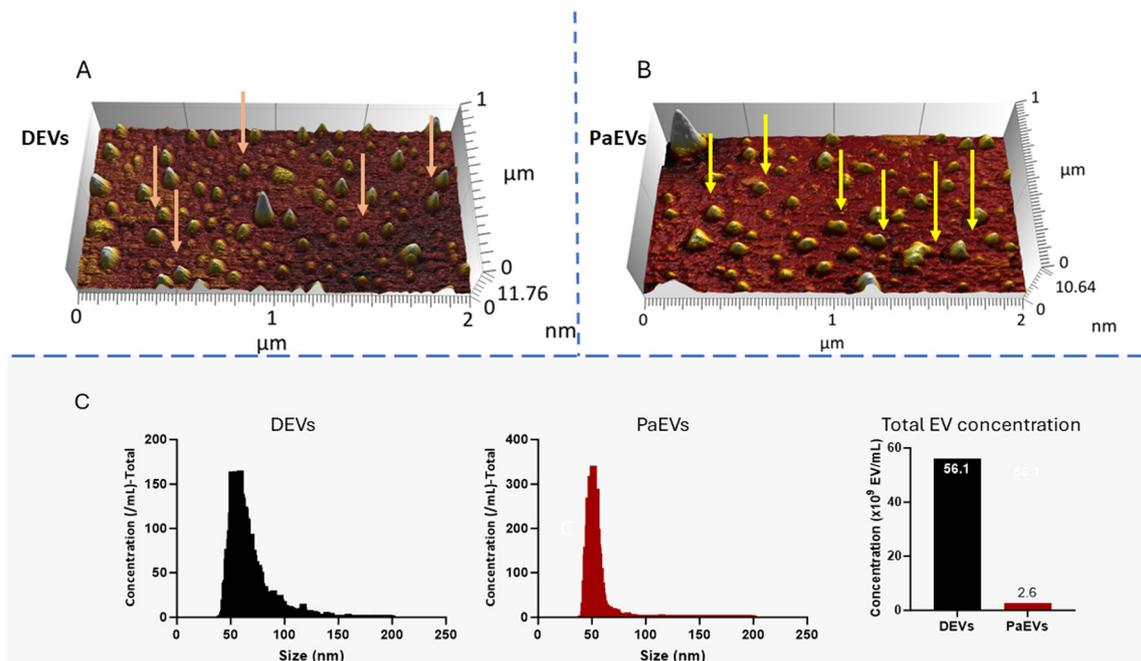 A
DEVs
1
µm
0
11.76
0
0
1
2
nm
µm
B
PaEVs
1
µm
0
10.64
0
0
1
2
nm
µm
C
DEVs
Concentration (/mL)-Total
200
150
100
50
0
0
50
100
150
200
250
Size (nm)
PaEVs
Concentration (/mL)-Total
400
300
200
100
0
C
0
50
100
150
200
250
Size (nm)
Total EV concentration
Concentration (x10⁹ EV/mL)
60
40
20
0
56.1
56.1
2.6
DEVs
PaEVs